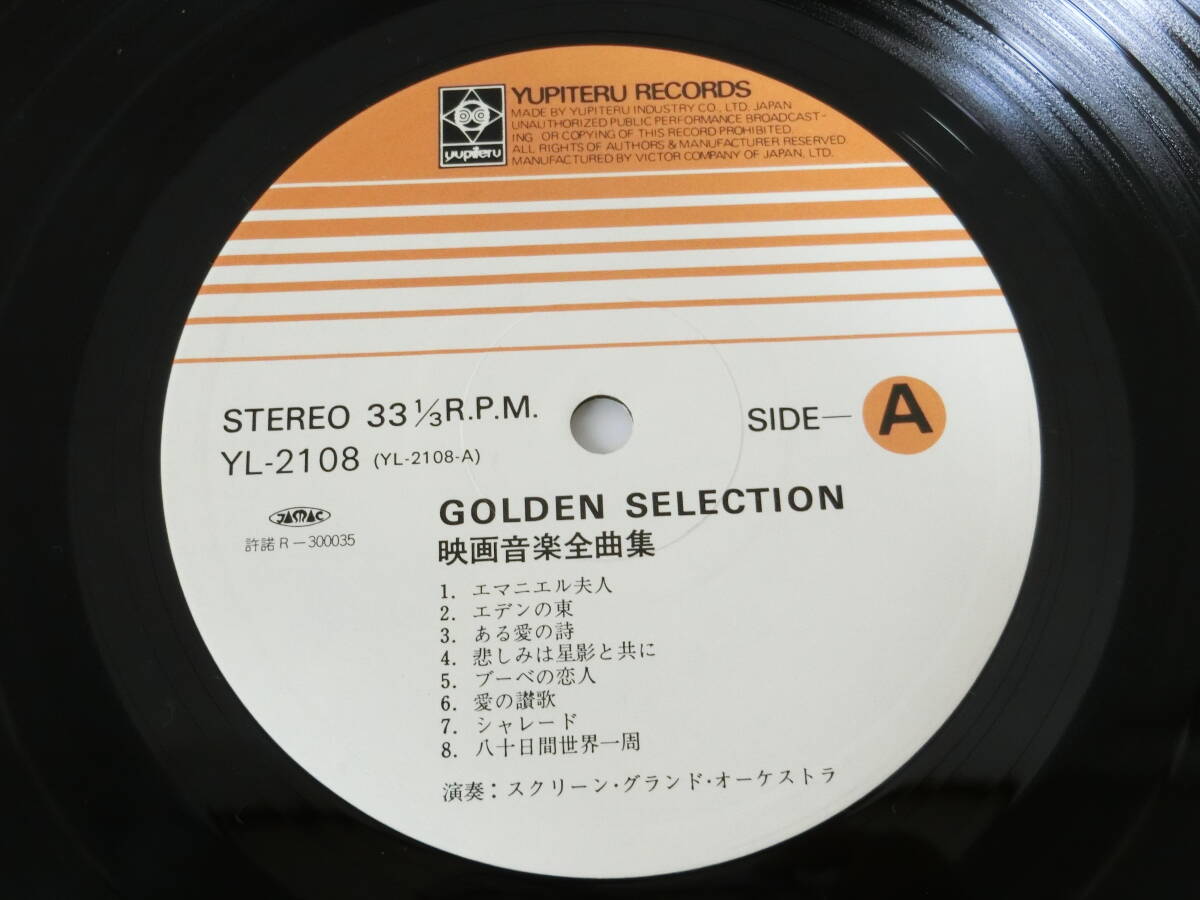 YUPITERU RECORDS
MADE BY YUPITERU INDUSTRY CO., LTD. JAPAN
UNAUTHORIZED PUBLIC PERFORMANCE BROADCAST-
ING OR COPYING OF THIS RECORD PROHIBITED.
ALL RIGHTS OF AUTHORS & MANUFACTURER RESERVED
MANUFACTURED BY VICTOR COMPANY OF JAPAN, LTD.
yupiteru
STEREO 33 1/3 R.P.M.
SIDE—A
YL-2108 (YL-2108-A)
JASRAC
許諾 R-300035
GOLDEN SELECTION
映画音楽全曲集
1. エマニエル夫人
2. エデンの東
3. ある愛の詩
4. 悲しみは星影と共に
5. ブーベの恋人
6. 愛の讃歌
7. シャレード
8. 八十日間世界一周
演奏:スクリーン・グランド・オーケストラ